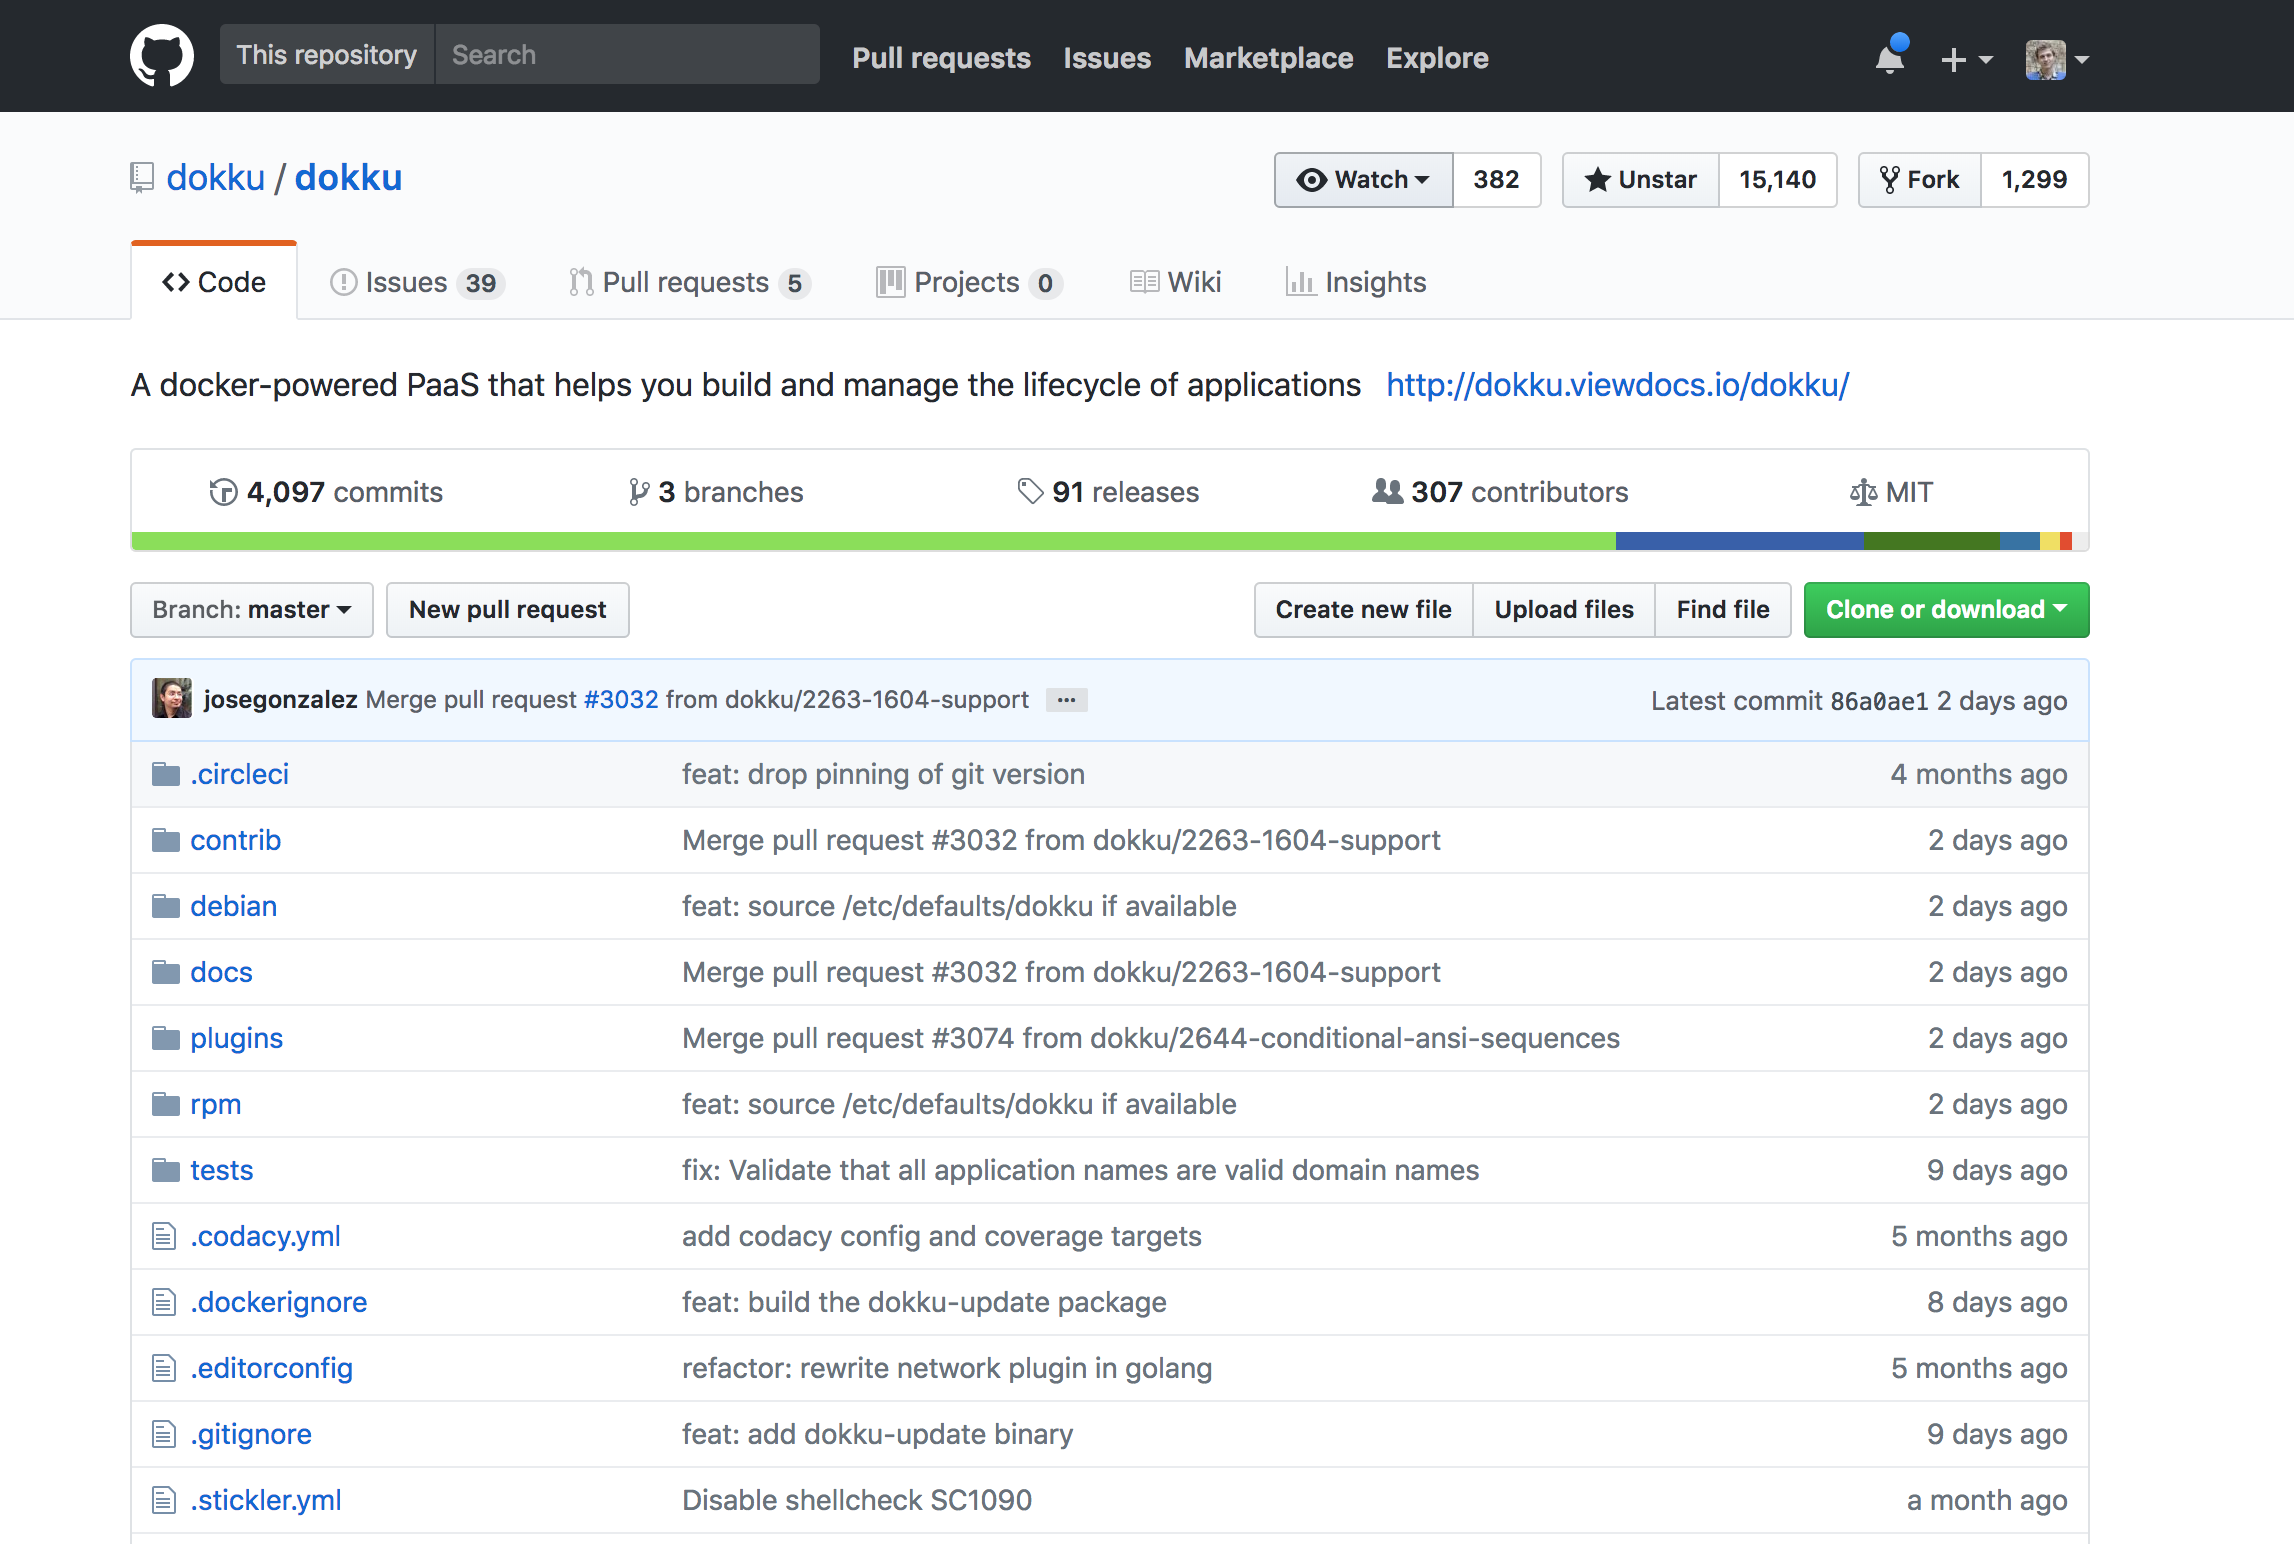 This repository Search Pull requests Issues Marketplace Explore
dokku / dokku Watch 382 Unstar 15,140 Fork 1,299
Code Issues 39 Pull requests 5 Projects 0 Wiki Insights
A docker-powered PaaS that helps you build and manage the lifecycle of applications http://dokku.viewdocs.io/dokku/
4,097 commits 3 branches 91 releases 307 contributors MIT
Branch: master New pull request Create new file Upload files Find file Clone or download
josegonzalez Merge pull request #3032 from dokku/2263-1604-support ... Latest commit 86a0ae1 2 days ago
.circleci feat: drop pinning of git version 4 months ago
contrib Merge pull request #3032 from dokku/2263-1604-support 2 days ago
debian feat: source /etc/defaults/dokku if available 2 days ago
docs Merge pull request #3032 from dokku/2263-1604-support 2 days ago
plugins Merge pull request #3074 from dokku/2644-conditional-ansi-sequences 2 days ago
rpm feat: source /etc/defaults/dokku if available 2 days ago
tests fix: Validate that all application names are valid domain names 9 days ago
.codacy.yml add codacy config and coverage targets 5 months ago
.dockerignore feat: build the dokku-update package 8 days ago
.editorconfig refactor: rewrite network plugin in golang 5 months ago
.gitignore feat: add dokku-update binary 9 days ago
.stickler.yml Disable shellcheck SC1090 a month ago